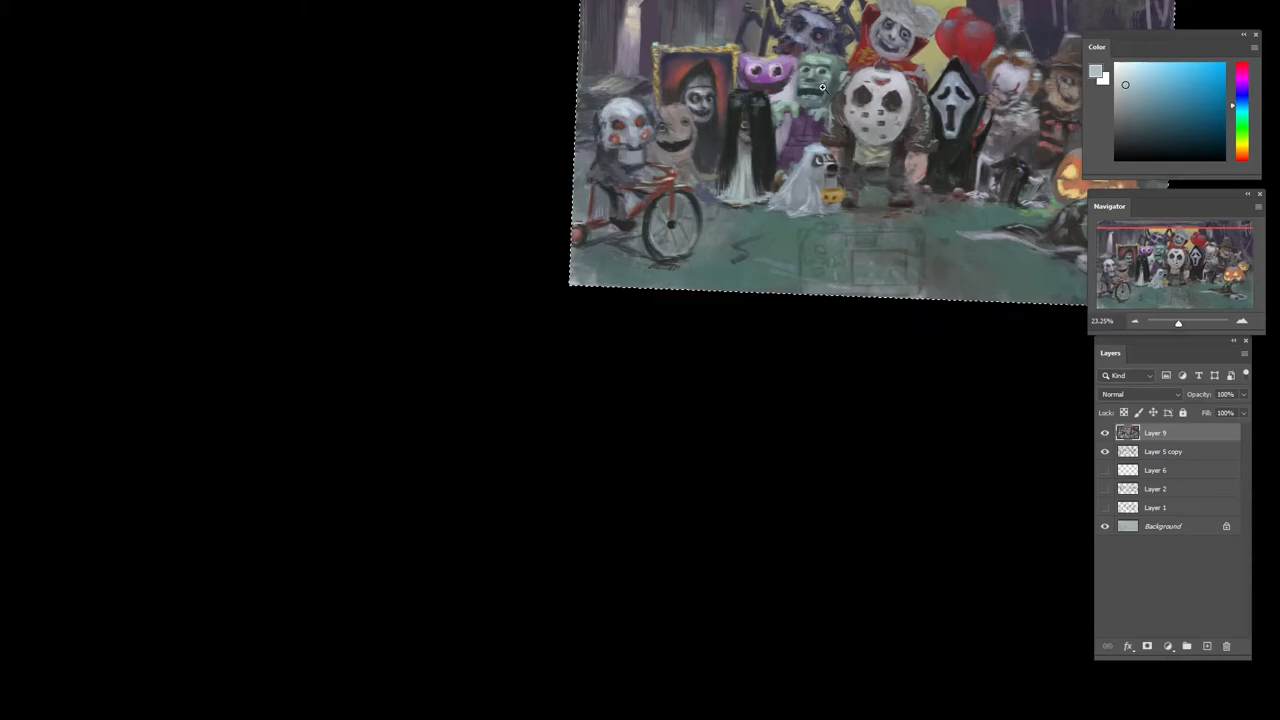 Color
Navigator
23.25%
Layers
Kind
Normal
Opacity: 100%
Lock:
Fill: 100%
Layer 9
Layer 5 copy
Layer 6
Layer 2
Layer 1
Background
fx